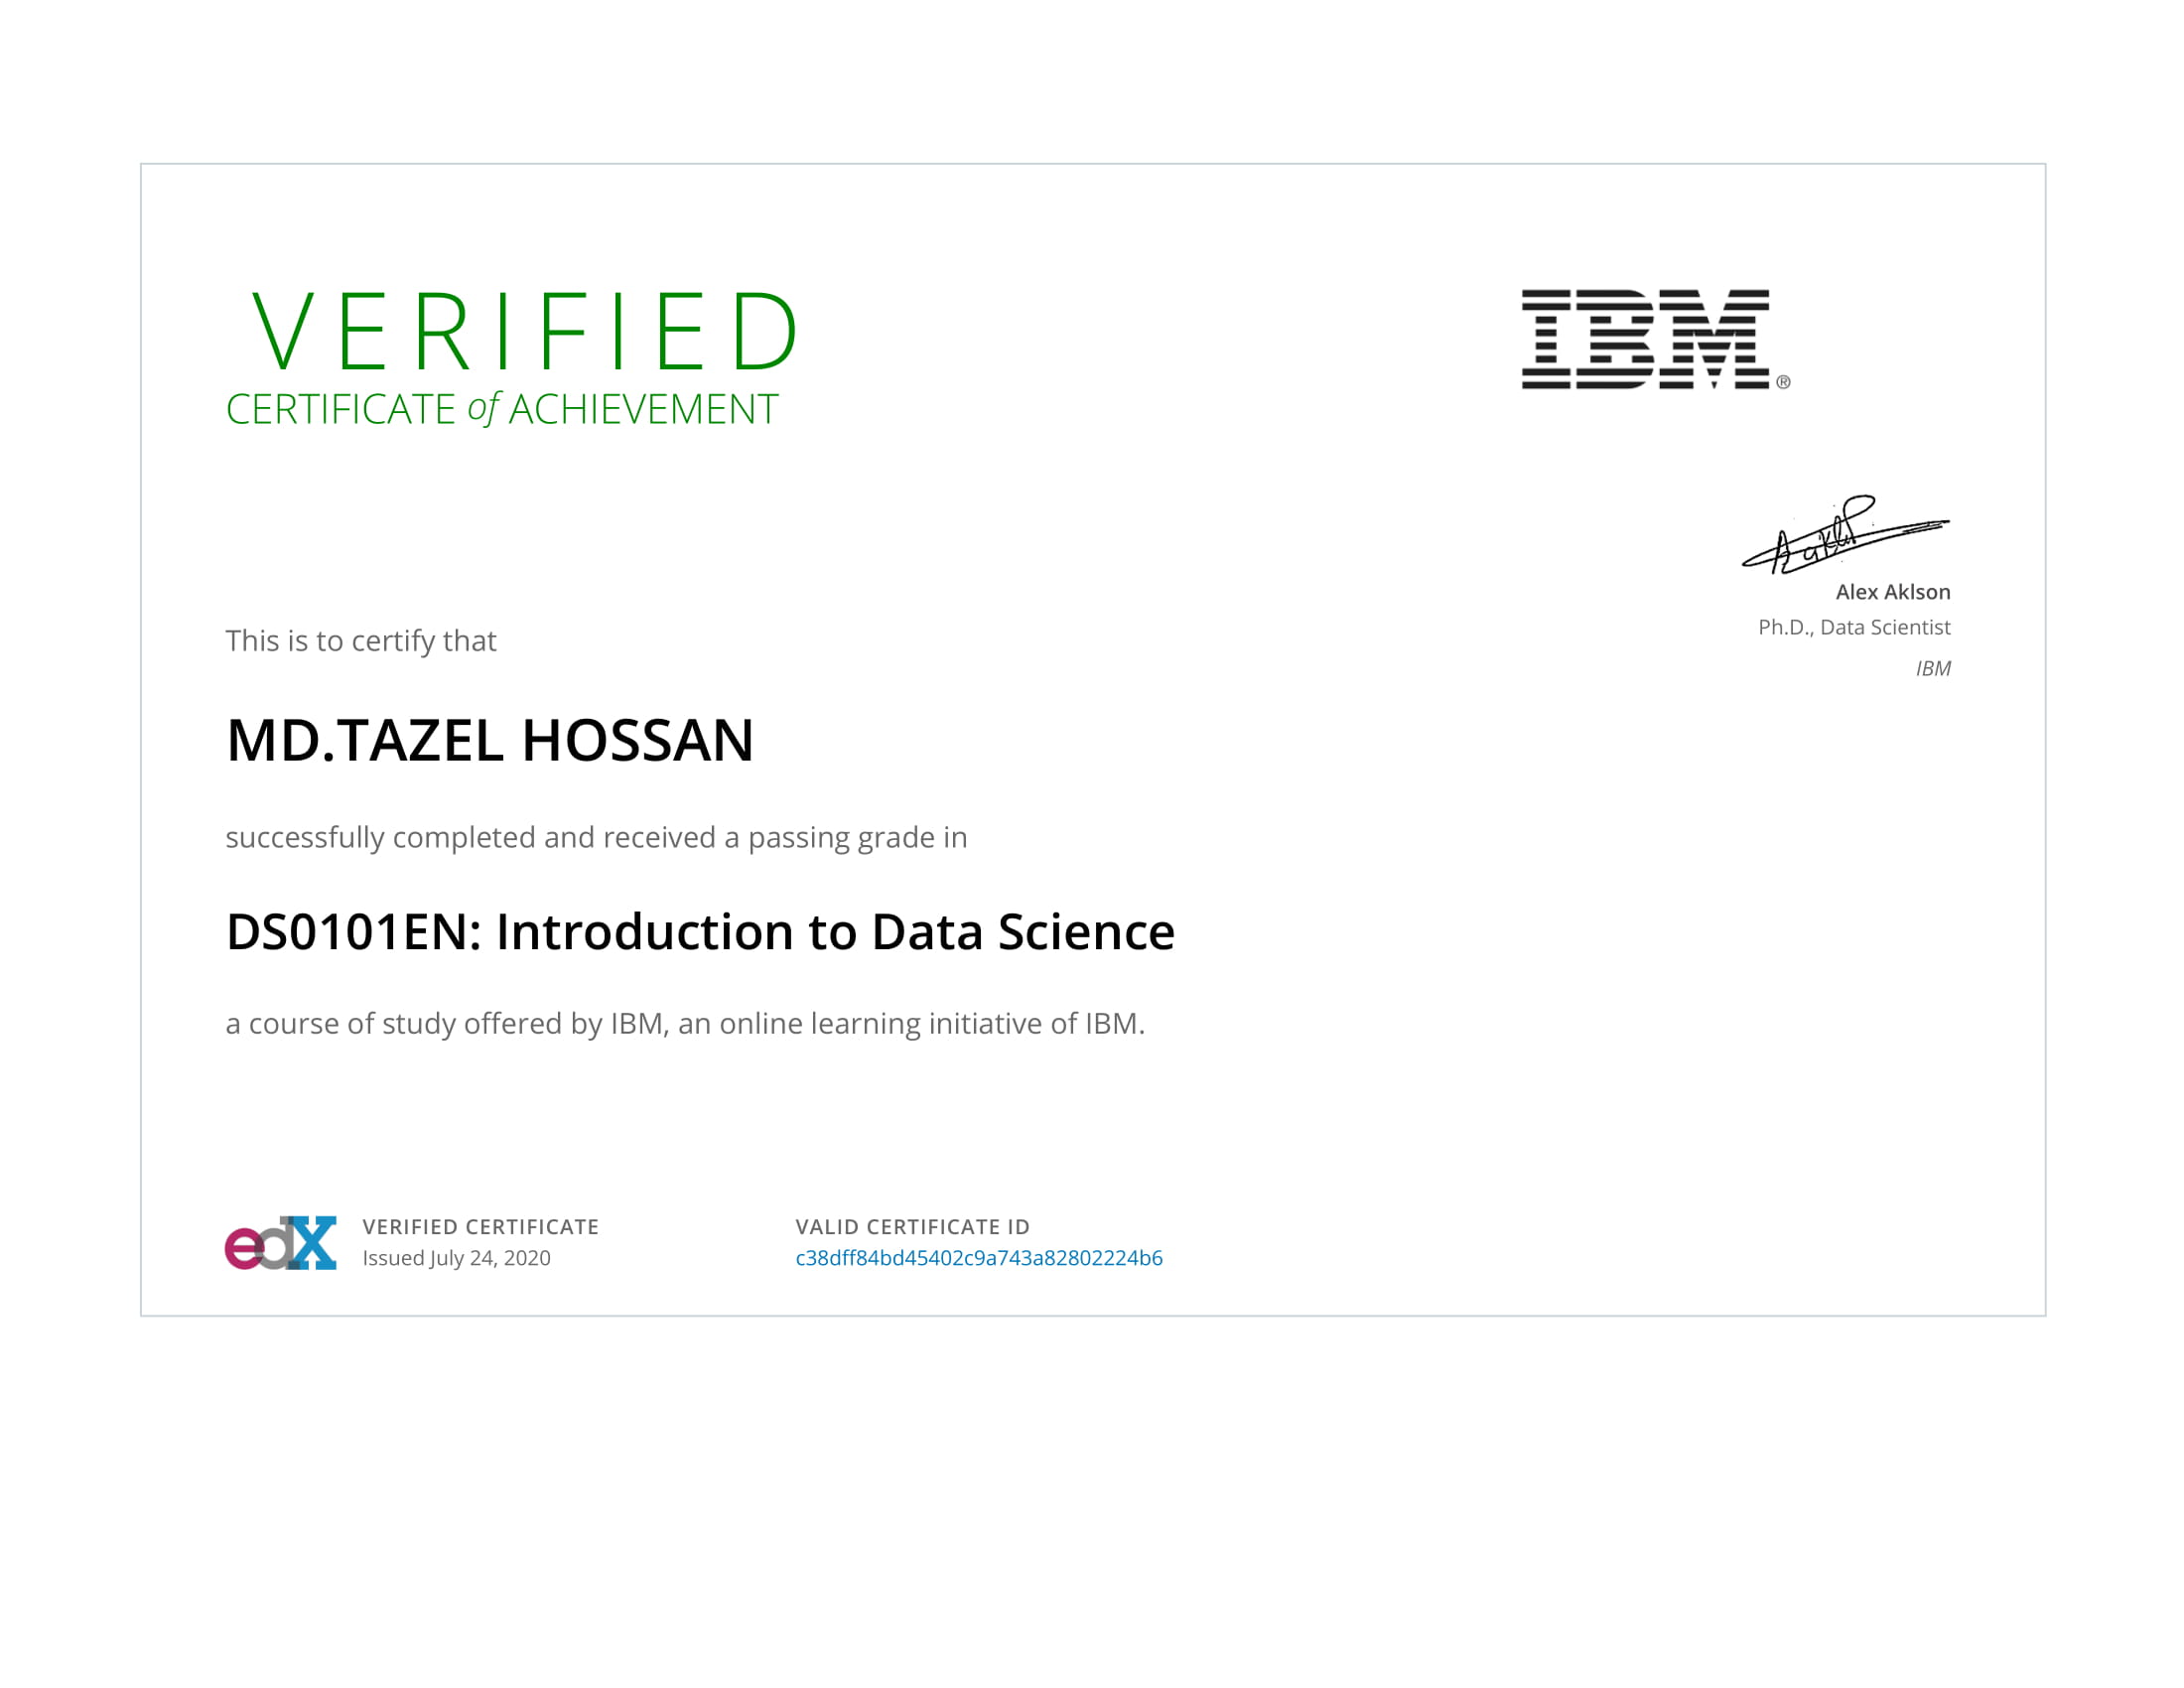 VERIFIED
CERTIFICATE of ACHIEVEMENT
IBM®
Alex Aklson
Ph.D., Data Scientist
IBM
This is to certify that
MD.TAZEL HOSSAN
successfully completed and received a passing grade in
DS0101EN: Introduction to Data Science
a course of study offered by IBM, an online learning initiative of IBM.
edX
VERIFIED CERTIFICATE
Issued July 24, 2020
VALID CERTIFICATE ID
c38dff84bd45402c9a743a82802224b6